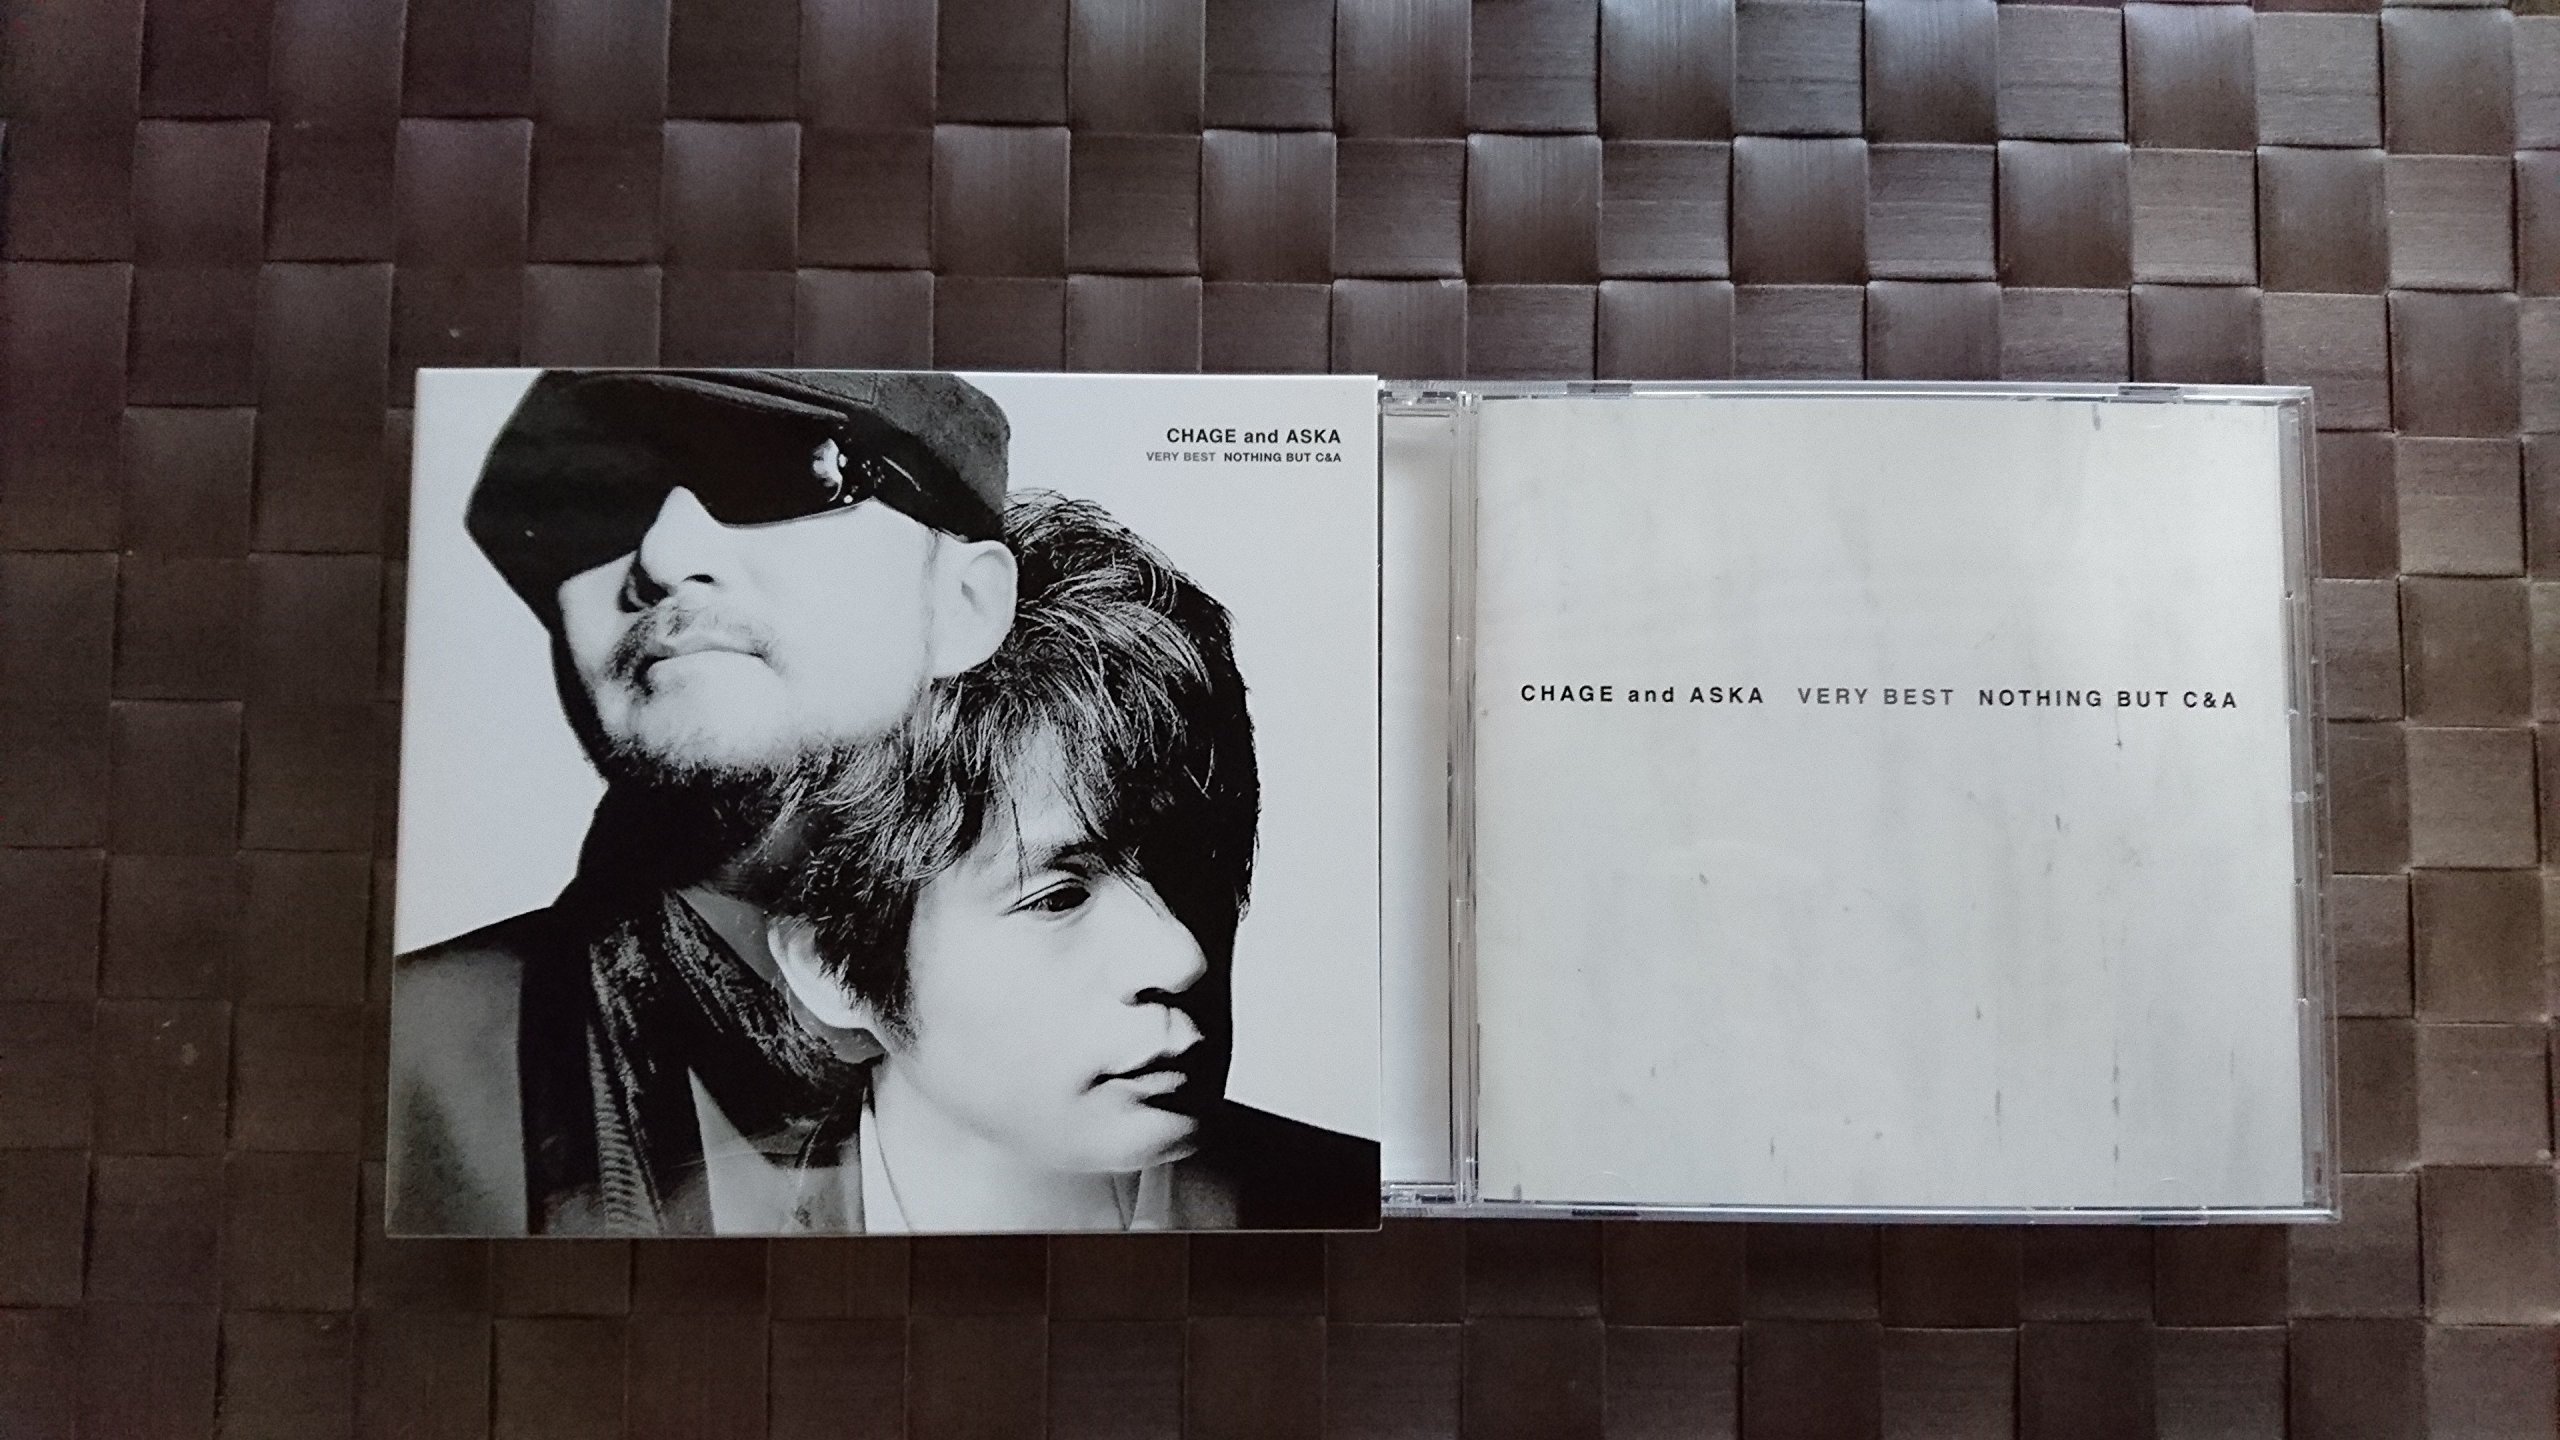 CHAGE and ASKA
VERY BEST NOTHING BUT C&A
CHAGE and ASKA VERY BEST NOTHING BUT C&A